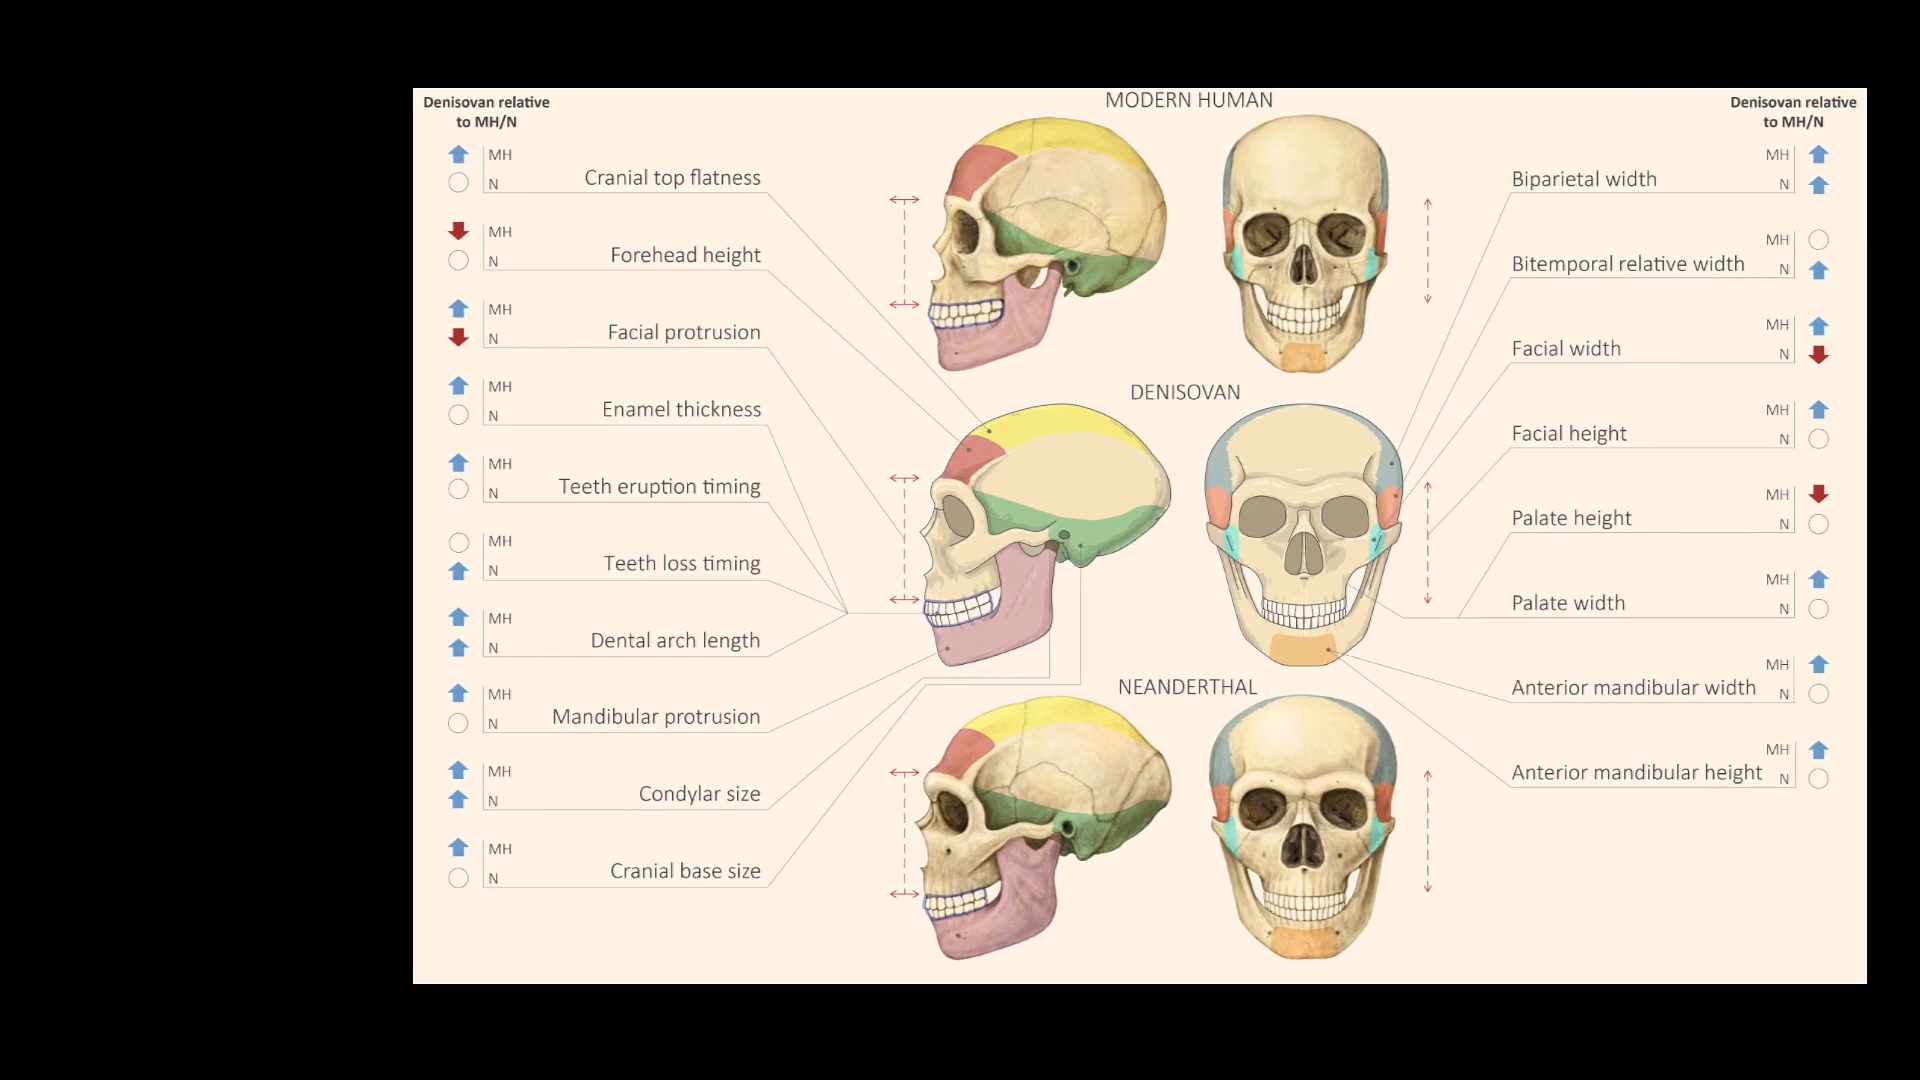 Denisovan relative
to MH/N
MH
Cranial top flatness
N
MH
Forehead height
N
MH
Facial protrusion
N
MH
Enamel thickness
N
MH
Teeth eruption timing
N
MH
Teeth loss timing
N
MH
Dental arch length
N
MH
Mandibular protrusion
N
MH
Condylar size
N
MH
Cranial base size
N
MODERN HUMAN
DENISOVAN
NEANDERTHAL
Denisovan relative
to MH/N
MH
Biparietal width
N
MH
Bitemporal relative width
N
MH
Facial width
N
MH
Facial height
N
MH
Palate height
N
MH
Palate width
N
MH
Anterior mandibular width
N
MH
Anterior mandibular height
N